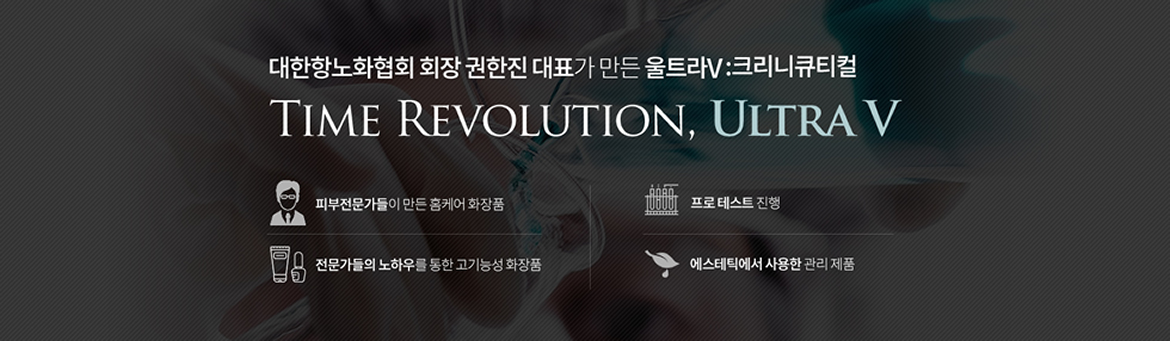 대한항노화협회 회장 권한진 대표가 만든 울트라V:크리니큐티컬
TIME REVOLUTION, ULTRA V
피부전문가들이 만든 홈케어 화장품
프로 테스트 진행
전문가들의 노하우를 통한 고기능성 화장품
에스테틱에서 사용한 관리 제품